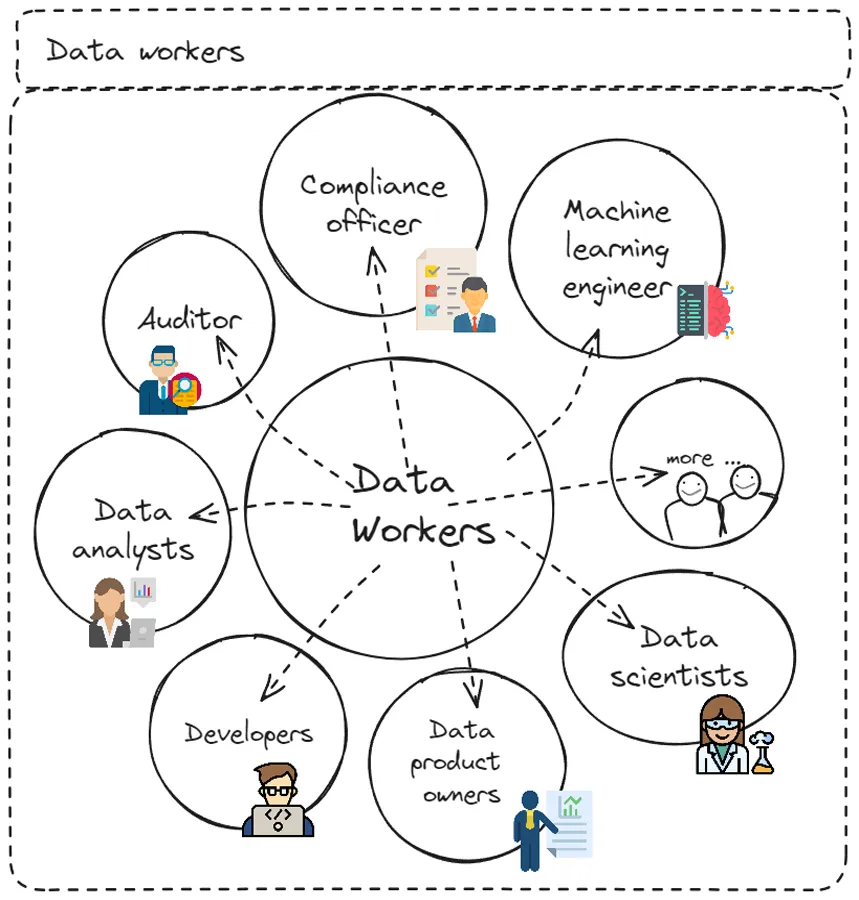 Data workers
Compliance
officer
Machine
learning
engineer
Auditor
more ...
Data
Workers
Data
analysts
Data
scientists
Developers
Data
product
owners